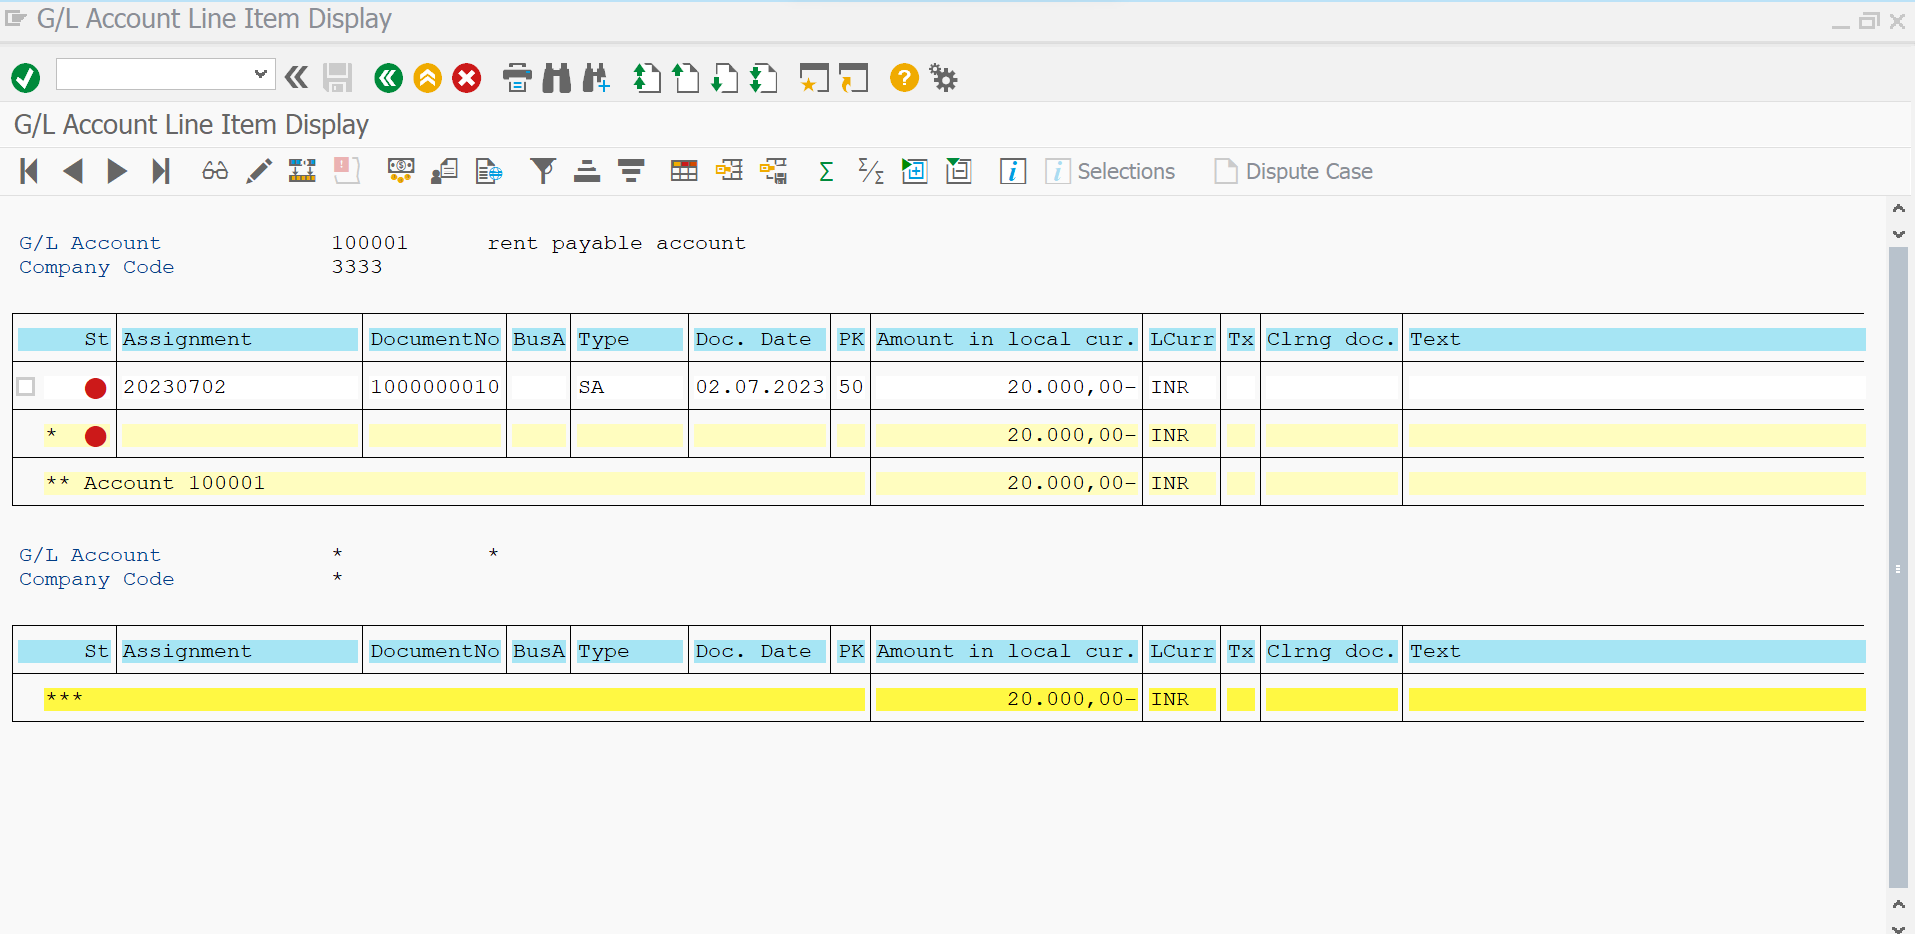 G/L Account Line Item Display
G/L Account Line Item Display
Selections Dispute Case
G/L Account 100001 rent payable account
Company Code 3333
St Assignment DocumentNo BusA Type Doc. Date PK Amount in local cur. LCurr Tx Clrng doc. Text
20230702 1000000010 SA 02.07.2023 50 20.000,00- INR
* 20.000,00- INR
** Account 100001 20.000,00- INR
G/L Account * *
Company Code *
St Assignment DocumentNo BusA Type Doc. Date PK Amount in local cur. LCurr Tx Clrng doc. Text
*** 20.000,00- INR